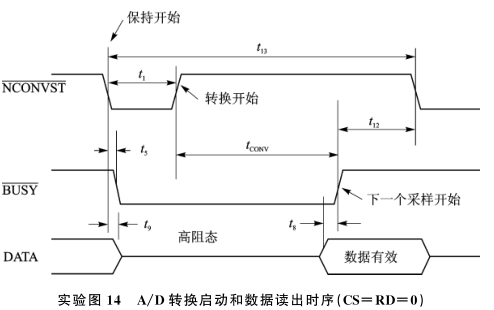 保持开始
t13
t1
NCONVST
转换开始
t12
t5
tCONV
BUSY
下一个采样开始
t9
高阻态
t8
DATA
数据有效
实验图 14 A/D 转换启动和数据读出时序(CS=RD=0)